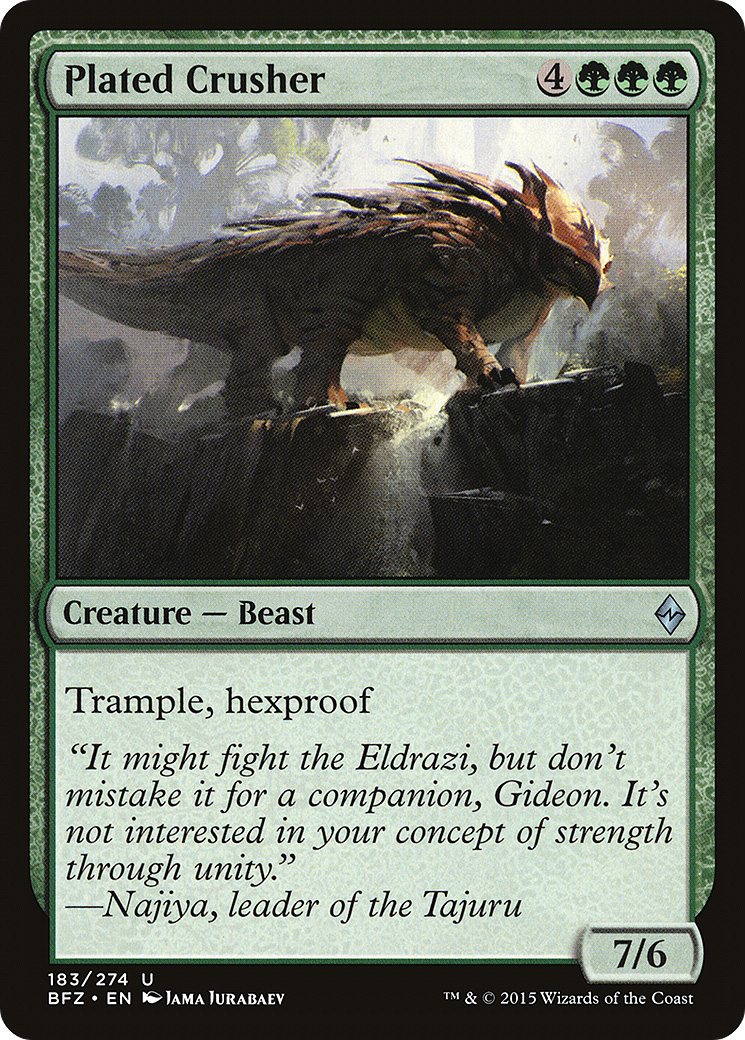 Plated Crusher 4
Creature — Beast
Trample, hexproof
“It might fight the Eldrazi, but don’t
mistake it for a companion, Gideon. It’s
not interested in your concept of strength
through unity.”
—Najiya, leader of the Tajuru
7/6
183/274 U
BFZ • EN Jama Jurabaev
™ & © 2015 Wizards of the Coast